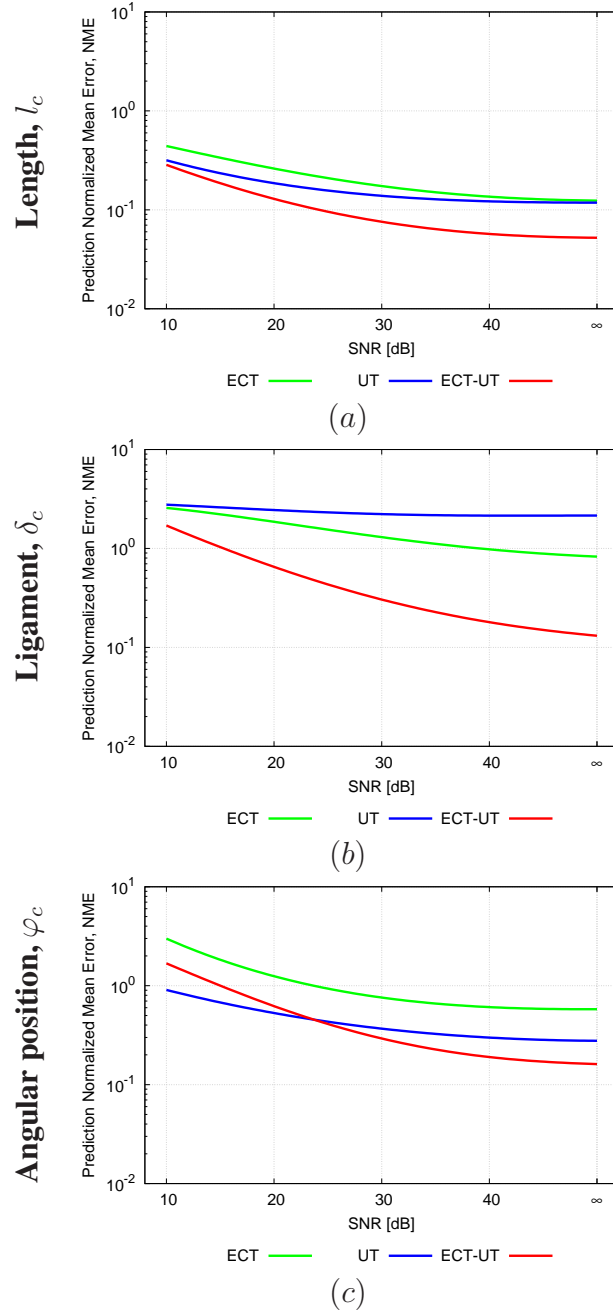 Length, l_c
Prediction Normalized Mean Error, NME
10^1
10^0
10^-1
10^-2
10 20 30 40 ∞
SNR [dB]
ECT UT ECT-UT
(a)
Ligament, δ_c
Prediction Normalized Mean Error, NME
10^1
10^0
10^-1
10^-2
10 20 30 40 ∞
SNR [dB]
ECT UT ECT-UT
(b)
Angular position, φ_c
Prediction Normalized Mean Error, NME
10^1
10^0
10^-1
10^-2
10 20 30 40 ∞
SNR [dB]
ECT UT ECT-UT
(c)